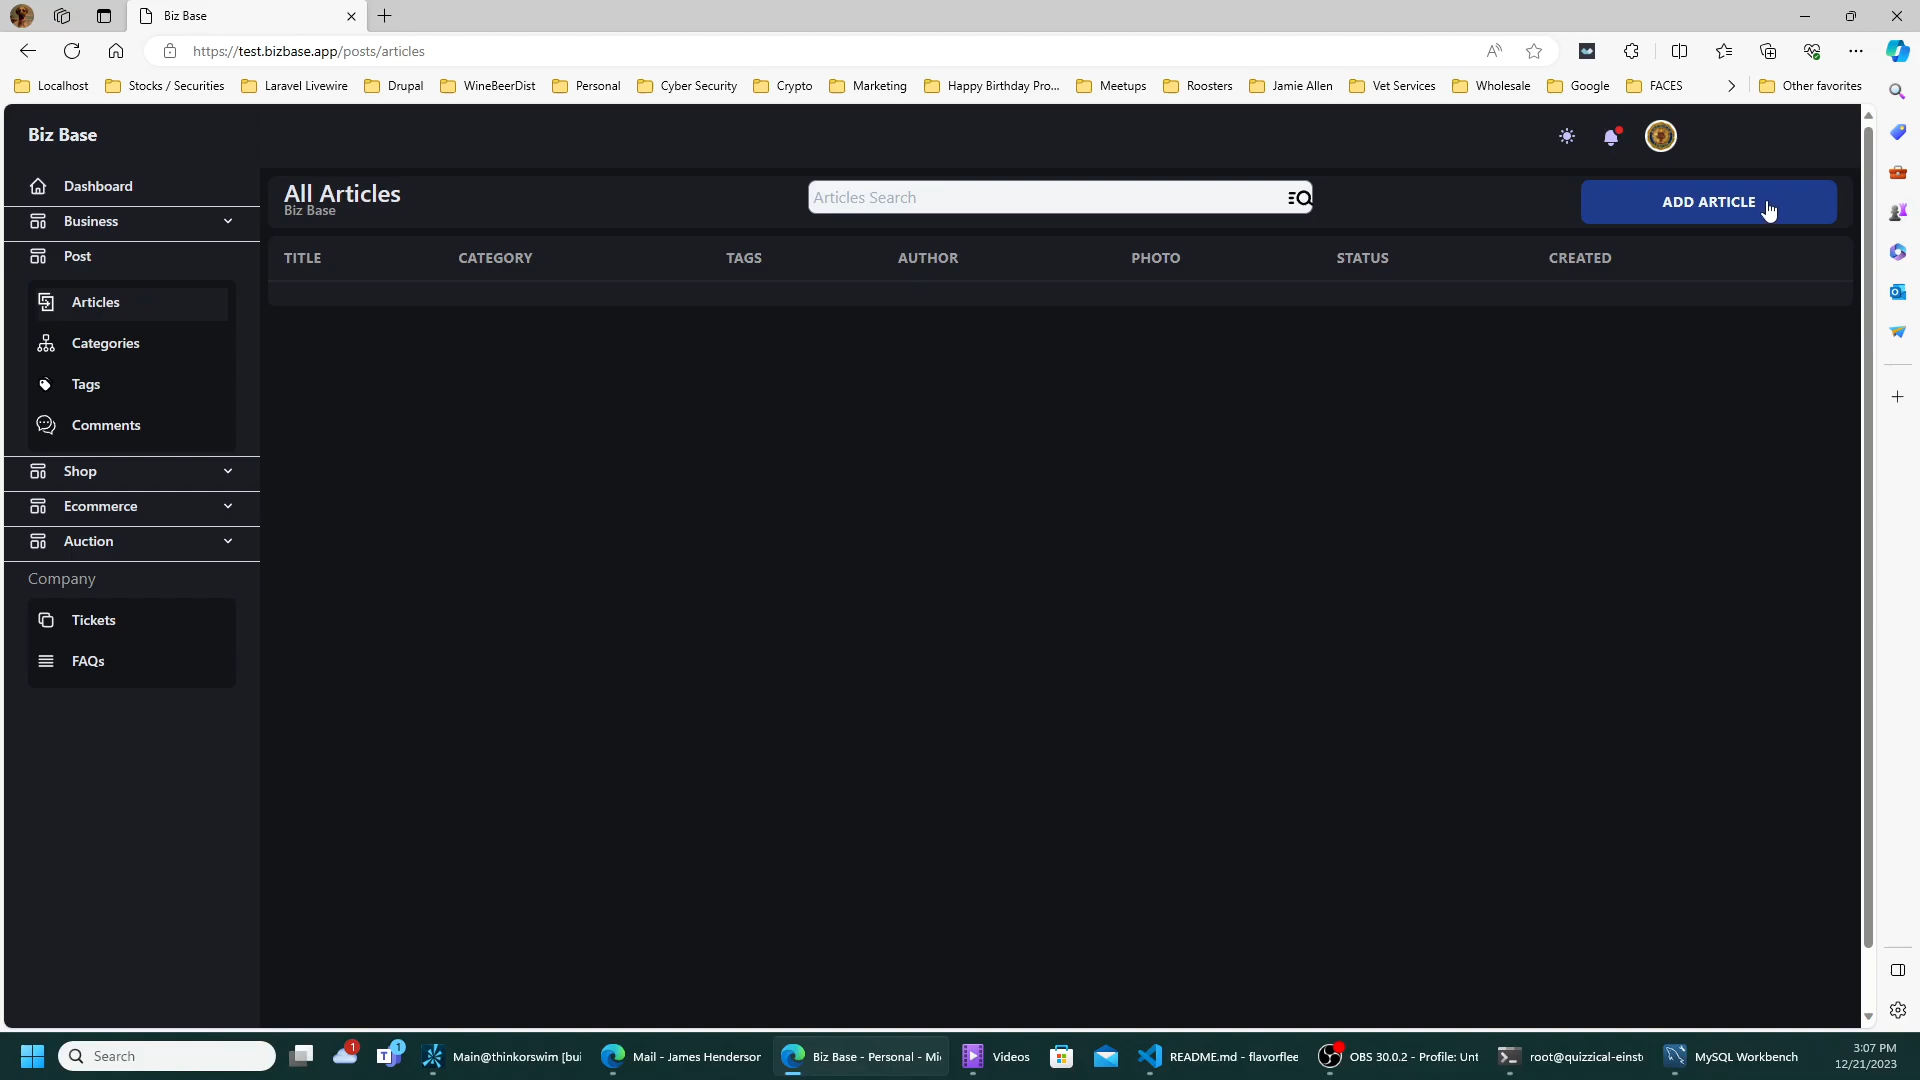 Biz Base
https://test.bizbase.app/posts/articles
Localhost
Stocks / Securities
Laravel Livewire
Drupal
WineBeerDist
Personal
Cyber Security
Crypto
Marketing
Happy Birthday Pro...
Meetups
Roosters
Jamie Allen
Vet Services
Wholesale
Google
FACES
Other favorites
Biz Base
Dashboard
Business
Post
Articles
Categories
Tags
Comments
Shop
Ecommerce
Auction
Company
Tickets
FAQs
All Articles
Biz Base
Articles Search
ADD ARTICLE
TITLE
CATEGORY
TAGS
AUTHOR
PHOTO
STATUS
CREATED
Search
1
1
Main@thinkorswim [bui
Mail - James Henderson
Biz Base - Personal - Mi
Videos
README.md - flavorflee
OBS 30.0.2 - Profile: Unt
root@quizzical-einst
MySQL Workbench
3:07 PM
12/21/2023